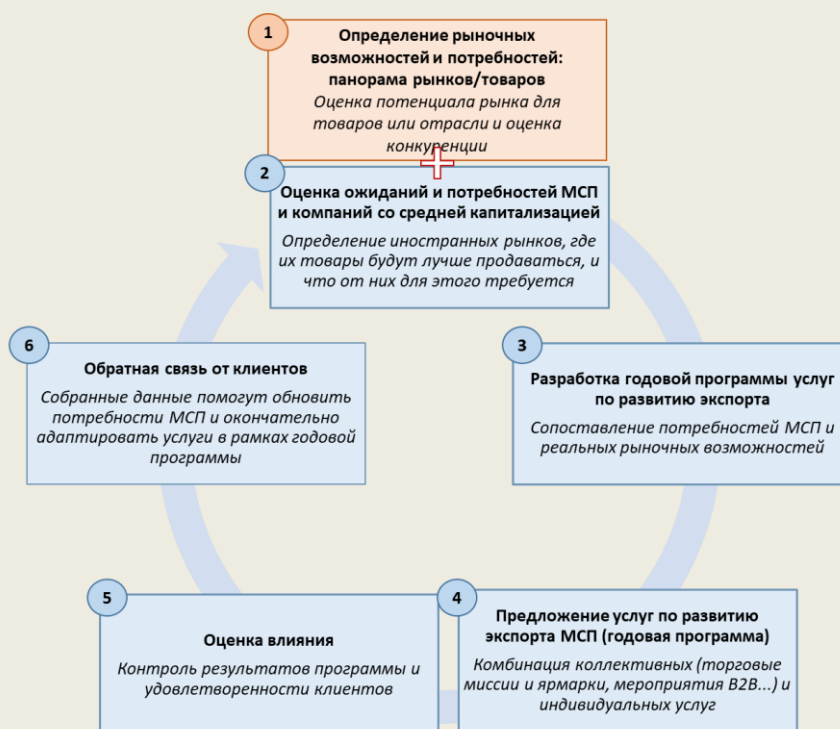 1
Определение рыночных
возможностей и потребностей:
панорама рынков/товаров
Оценка потенциала рынка для
товаров или отрасли и оценка
конкуренции
2
Оценка ожиданий и потребностей МСП
и компаний со средней капитализацией
Определение иностранных рынков, где
их товары будут лучше продаваться, и
что от них для этого требуется
3
Разработка годовой программы услуг
по развитию экспорта
Сопоставление потребностей МСП и
реальных рыночных возможностей
4
Предложение услуг по развитию
экспорта МСП (годовая программа)
Комбинация коллективных (торговые
миссии и ярмарки, мероприятия B2B...) и
индивидуальных услуг
5
Оценка влияния
Контроль результатов программы и
удовлетворенности клиентов
6
Обратная связь от клиентов
Собранные данные помогут обновить
потребности МСП и окончательно
адаптировать услуги в рамках годовой
программы